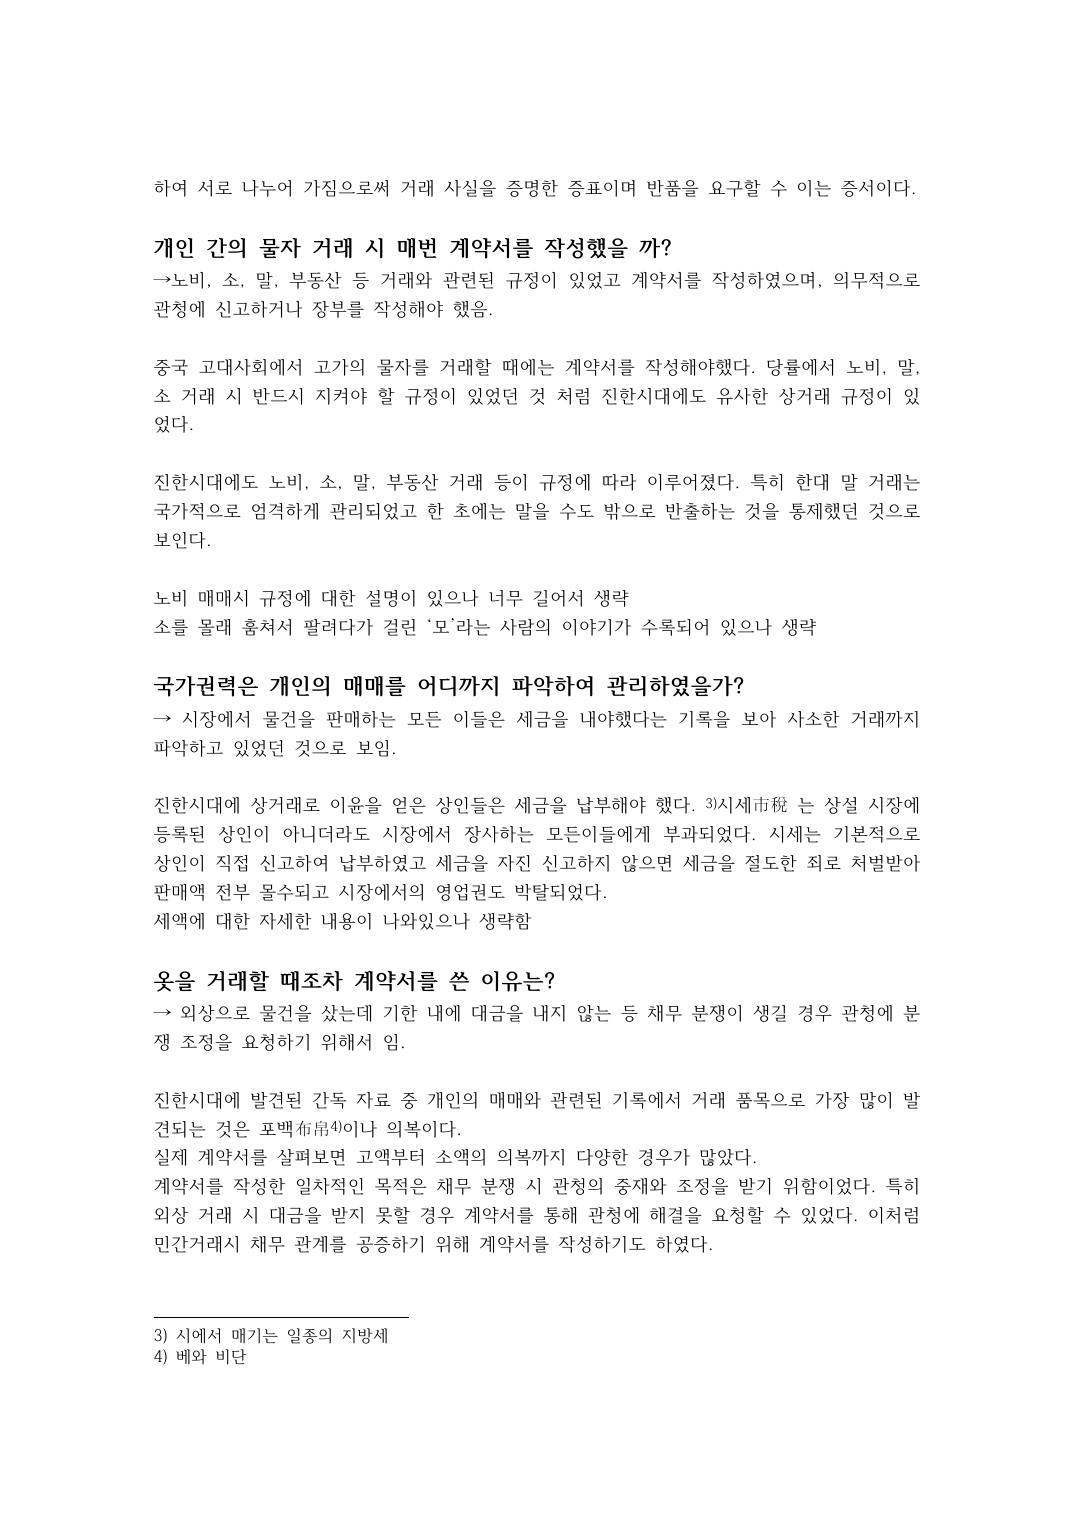 하여 서로 나누어 가짐으로써 거래 사실을 증명한 증표이며 반품을 요구할 수 이는 증서이다.
개인 간의 물자 거래 시 매번 계약서를 작성했을 까?
→노비, 소, 말, 부동산 등 거래와 관련된 규정이 있었고 계약서를 작성하였으며, 의무적으로
관청에 신고하거나 장부를 작성해야 했음.
중국 고대사회에서 고가의 물자를 거래할 때에는 계약서를 작성해야했다. 당률에서 노비, 말,
소 거래 시 반드시 지켜야 할 규정이 있었던 것 처럼 진한시대에도 유사한 상거래 규정이 있
었다.
진한시대에도 노비, 소, 말, 부동산 거래 등이 규정에 따라 이루어졌다. 특히 한대 말 거래는
국가적으로 엄격하게 관리되었고 한 초에는 말을 수도 밖으로 반출하는 것을 통제했던 것으로
보인다.
노비 매매시 규정에 대한 설명이 있으나 너무 길어서 생략
소를 몰래 훔쳐서 팔려다가 걸린 ‘모’라는 사람의 이야기가 수록되어 있으나 생략
국가권력은 개인의 매매를 어디까지 파악하여 관리하였을가?
→ 시장에서 물건을 판매하는 모든 이들은 세금을 내야했다는 기록을 보아 사소한 거래까지
파악하고 있었던 것으로 보임.
진한시대에 상거래로 이윤을 얻은 상인들은 세금을 납부해야 했다. 3)시세市稅 는 상설 시장에
등록된 상인이 아니더라도 시장에서 장사하는 모든이들에게 부과되었다. 시세는 기본적으로
상인이 직접 신고하여 납부하였고 세금을 자진 신고하지 않으면 세금을 절도한 죄로 처벌받아
판매액 전부 몰수되고 시장에서의 영업권도 박탈되었다.
세액에 대한 자세한 내용이 나와있으나 생략함
옷을 거래할 때조차 계약서를 쓴 이유는?
→ 외상으로 물건을 샀는데 기한 내에 대금을 내지 않는 등 채무 분쟁이 생길 경우 관청에 분
쟁 조정을 요청하기 위해서 임.
진한시대에 발견된 간독 자료 중 개인의 매매와 관련된 기록에서 거래 품목으로 가장 많이 발
견되는 것은 포백布帛4)이나 의복이다.
실제 계약서를 살펴보면 고액부터 소액의 의복까지 다양한 경우가 많았다.
계약서를 작성한 일차적인 목적은 채무 분쟁 시 관청의 중재와 조정을 받기 위함이었다. 특히
외상 거래 시 대금을 받지 못할 경우 계약서를 통해 관청에 해결을 요청할 수 있었다. 이처럼
민간거래시 채무 관계를 공증하기 위해 계약서를 작성하기도 하였다.
3) 시에서 매기는 일종의 지방세
4) 베와 비단